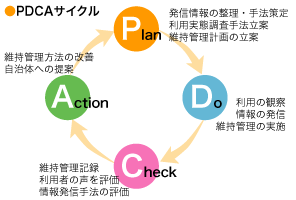 ●PDCAサイクル
Plan
発信情報の整理・手法策定
利用実態調査手法立案
維持管理計画の立案
維持管理方法の改善
自治体への提案
Action
Do
利用の観察
情報の発信
維持管理の実施
Check
維持管理記録
利用者の声を評価
情報発信手法の評価